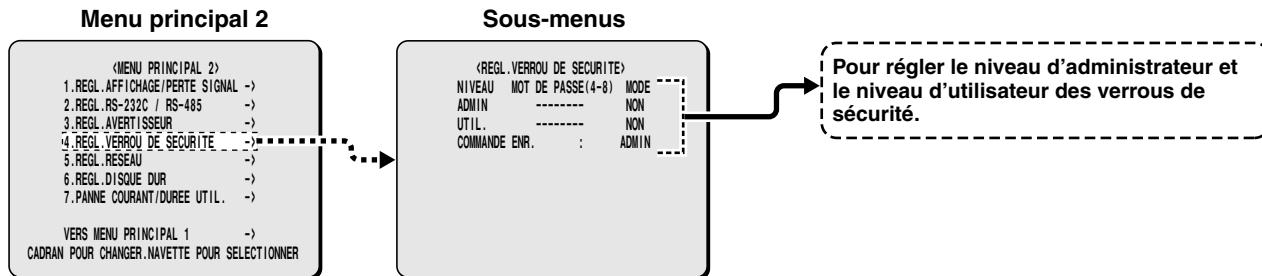 Menu principal 2
<MENU PRINCIPAL 2>
1.REGL.AFFICHAGE/PERTE SIGNAL ->
2.REGL.RS-232C / RS-485 ->
3.REGL.AVERTISSEUR ->
4.REGL.VERROU DE SECURITE ->
5.REGL.RESEAU ->
6.REGL.DISQUE DUR ->
7.PANNE COURANT/DUREE UTIL. ->
VERS MENU PRINCIPAL 1 ->
CADRAN POUR CHANGER.NAVETTE POUR SELECTIONNER
Sous-menus
<REGL.VERROU DE SECURITE>
NIVEAU MOT DE PASSE(4-8) MODE
ADMIN -------- NON
UTIL. -------- NON
COMMANDE ENR. : ADMIN
Pour régler le niveau d'administrateur et
le niveau d'utilisateur des verrous de
sécurité.